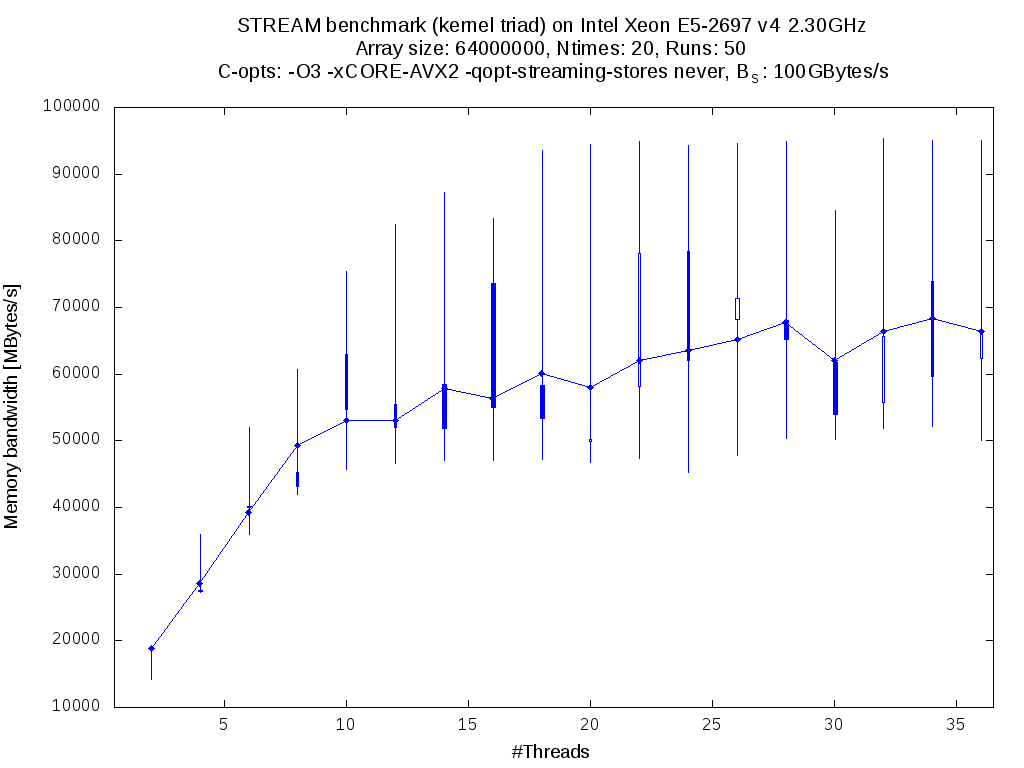 STREAM benchmark (kernel triad) on Intel Xeon E5-2697 v4 2.30GHz
Array size: 64000000, Ntimes: 20, Runs: 50
C-opts: -O3 -xCORE-AVX2 -qopt-streaming-stores never, B_S: 100GBytes/s
100000
90000
80000
70000
60000
50000
40000
30000
20000
10000
Memory bandwidth [MBytes/s]
5 10 15 20 25 30 35
#Threads